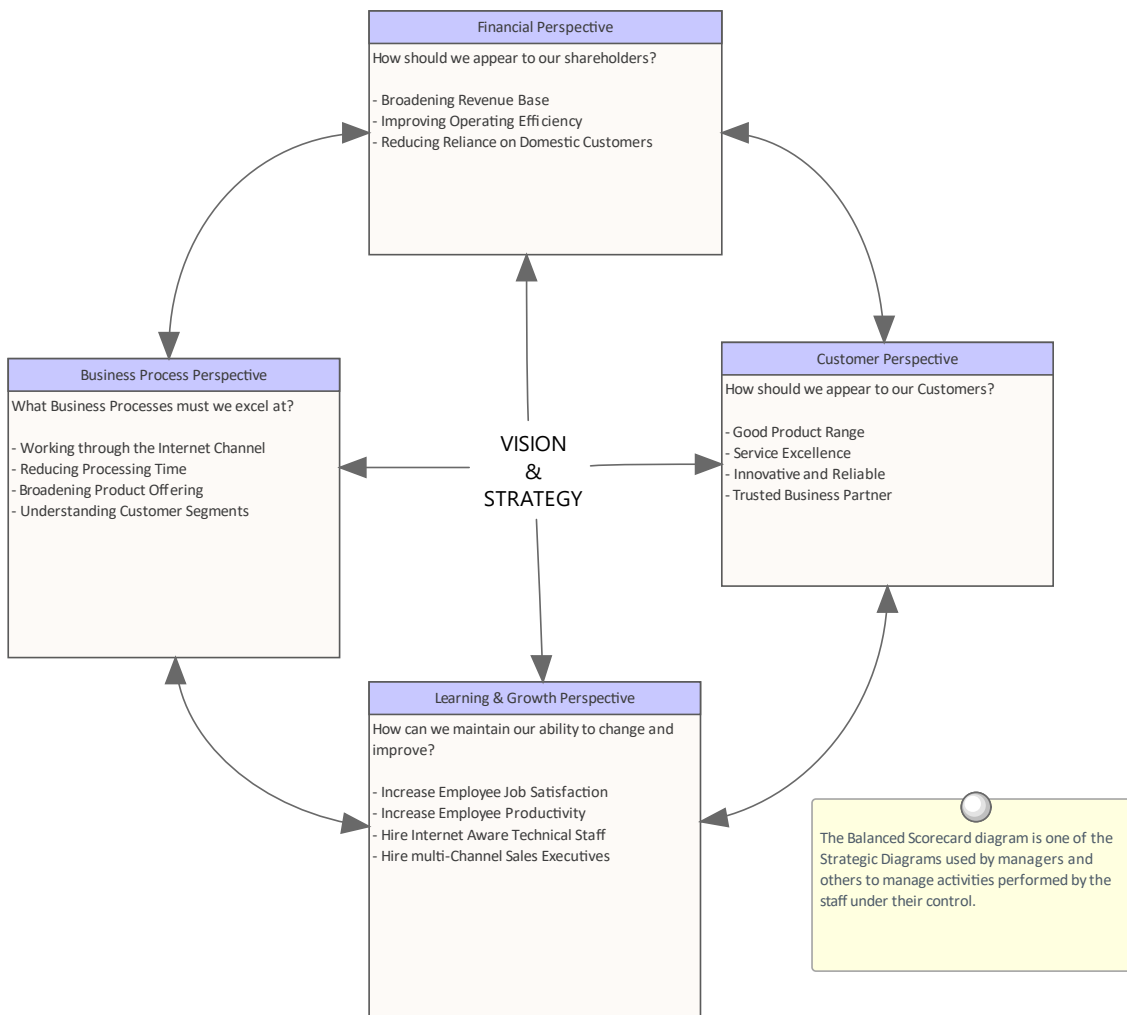 Financial Perspective
How should we appear to our shareholders?
- Broadening Revenue Base
- Improving Operating Efficiency
- Reducing Reliance on Domestic Customers
Business Process Perspective
What Business Processes must we excel at?
- Working through the Internet Channel
- Reducing Processing Time
- Broadening Product Offering
- Understanding Customer Segments
VISION
&
STRATEGY
Customer Perspective
How should we appear to our Customers?
- Good Product Range
- Service Excellence
- Innovative and Reliable
- Trusted Business Partner
Learning & Growth Perspective
How can we maintain our ability to change and
improve?
- Increase Employee Job Satisfaction
- Increase Employee Productivity
- Hire Internet Aware Technical Staff
- Hire multi-Channel Sales Executives
The Balanced Scorecard diagram is one of the
Strategic Diagrams used by managers and
others to manage activities performed by the
staff under their control.